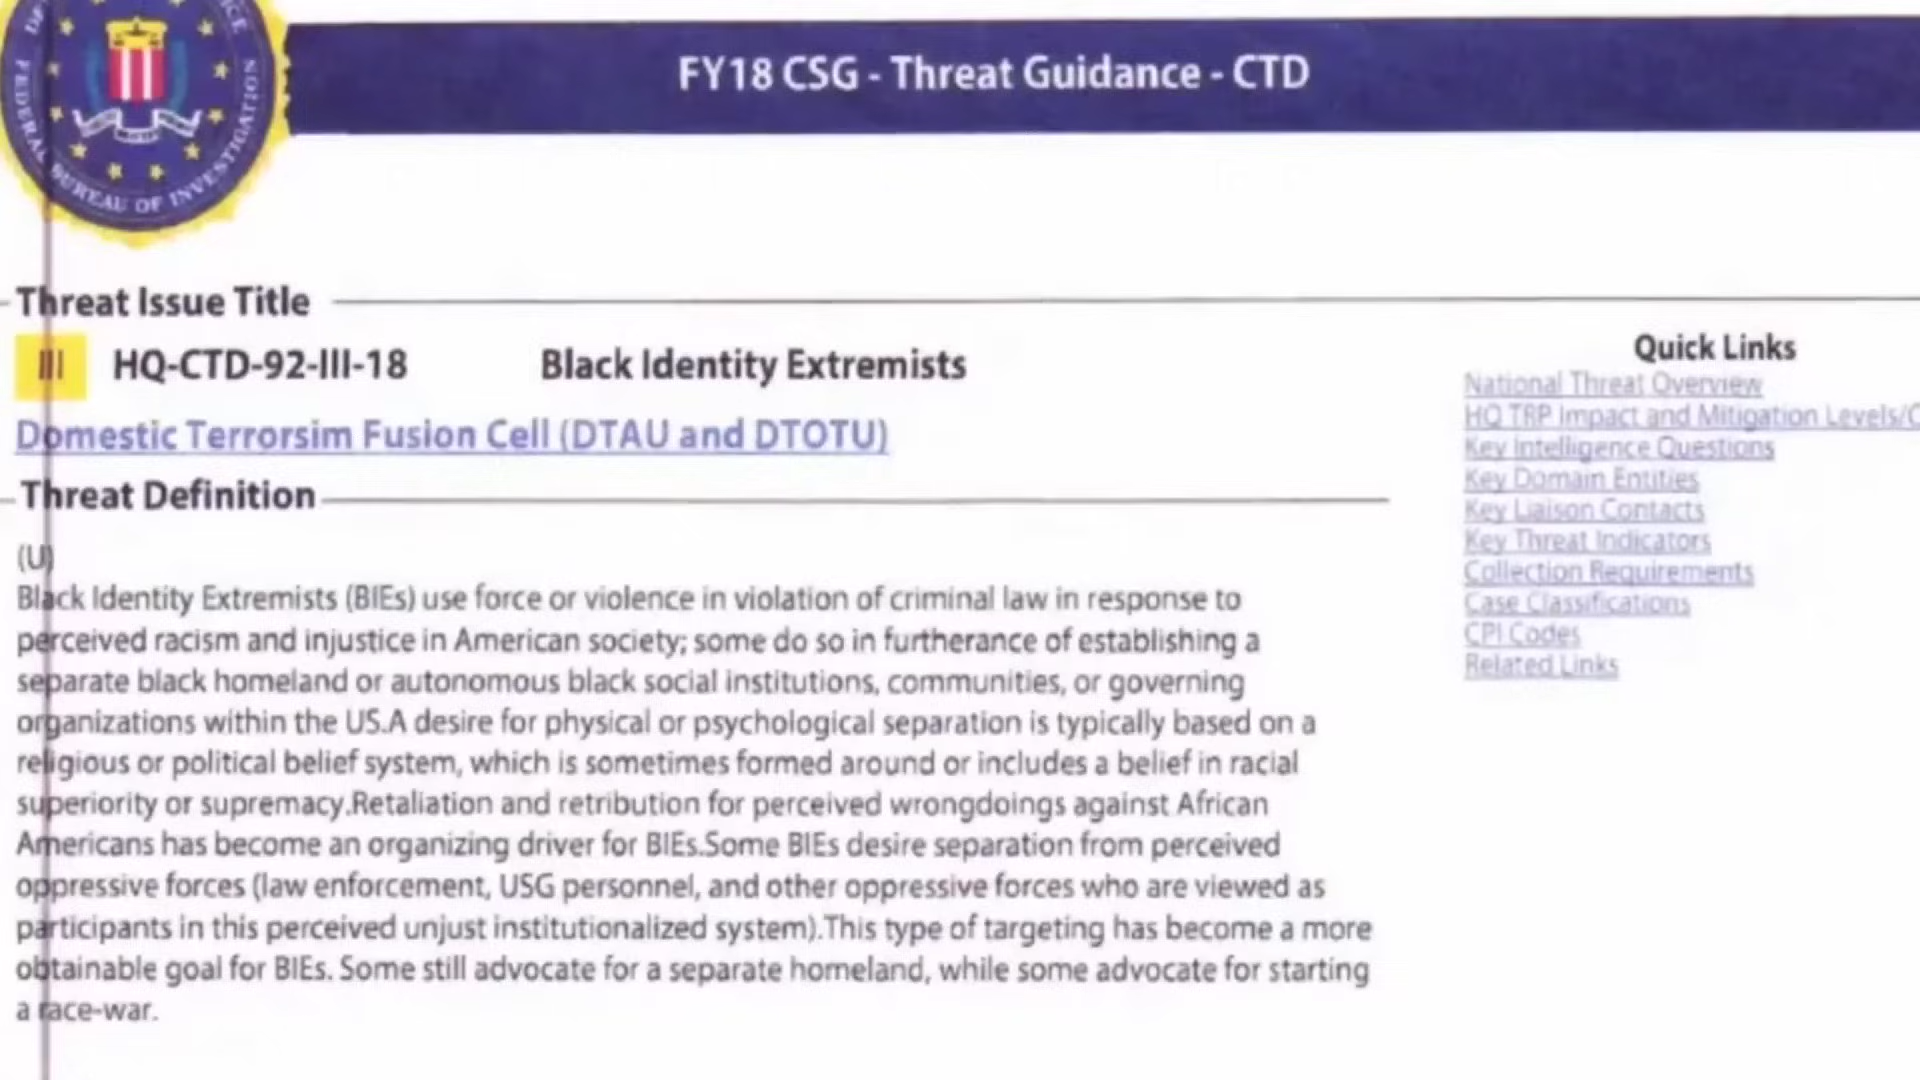 FEDERAL BUREAU OF INVESTIGATION
FY18 CSG - Threat Guidance - CTD
Threat Issue Title
III HQ-CTD-92-III-18 Black Identity Extremists
Domestic Terrorsim Fusion Cell (DTAU and DTOTU)
Threat Definition
(U)
Black Identity Extremists (BIEs) use force or violence in violation of criminal law in response to
perceived racism and injustice in American society; some do so in furtherance of establishing a
separate black homeland or autonomous black social institutions, communities, or governing
organizations within the US.A desire for physical or psychological separation is typically based on a
religious or political belief system, which is sometimes formed around or includes a belief in racial
superiority or supremacy.Retaliation and retribution for perceived wrongdoings against African
Americans has become an organizing driver for BIEs.Some BIEs desire separation from perceived
oppressive forces (law enforcement, USG personnel, and other oppressive forces who are viewed as
participants in this perceived unjust institutionalized system).This type of targeting has become a more
obtainable goal for BIEs. Some still advocate for a separate homeland, while some advocate for starting
a race-war.
Quick Links
National Threat Overview
HQ TRP Impact and Mitigation Levels/
Key Intelligence Questions
Key Domain Entities
Key Liaison Contacts
Key Threat Indicators
Collection Requirements
Case Classifications
CPI Codes
Related Links